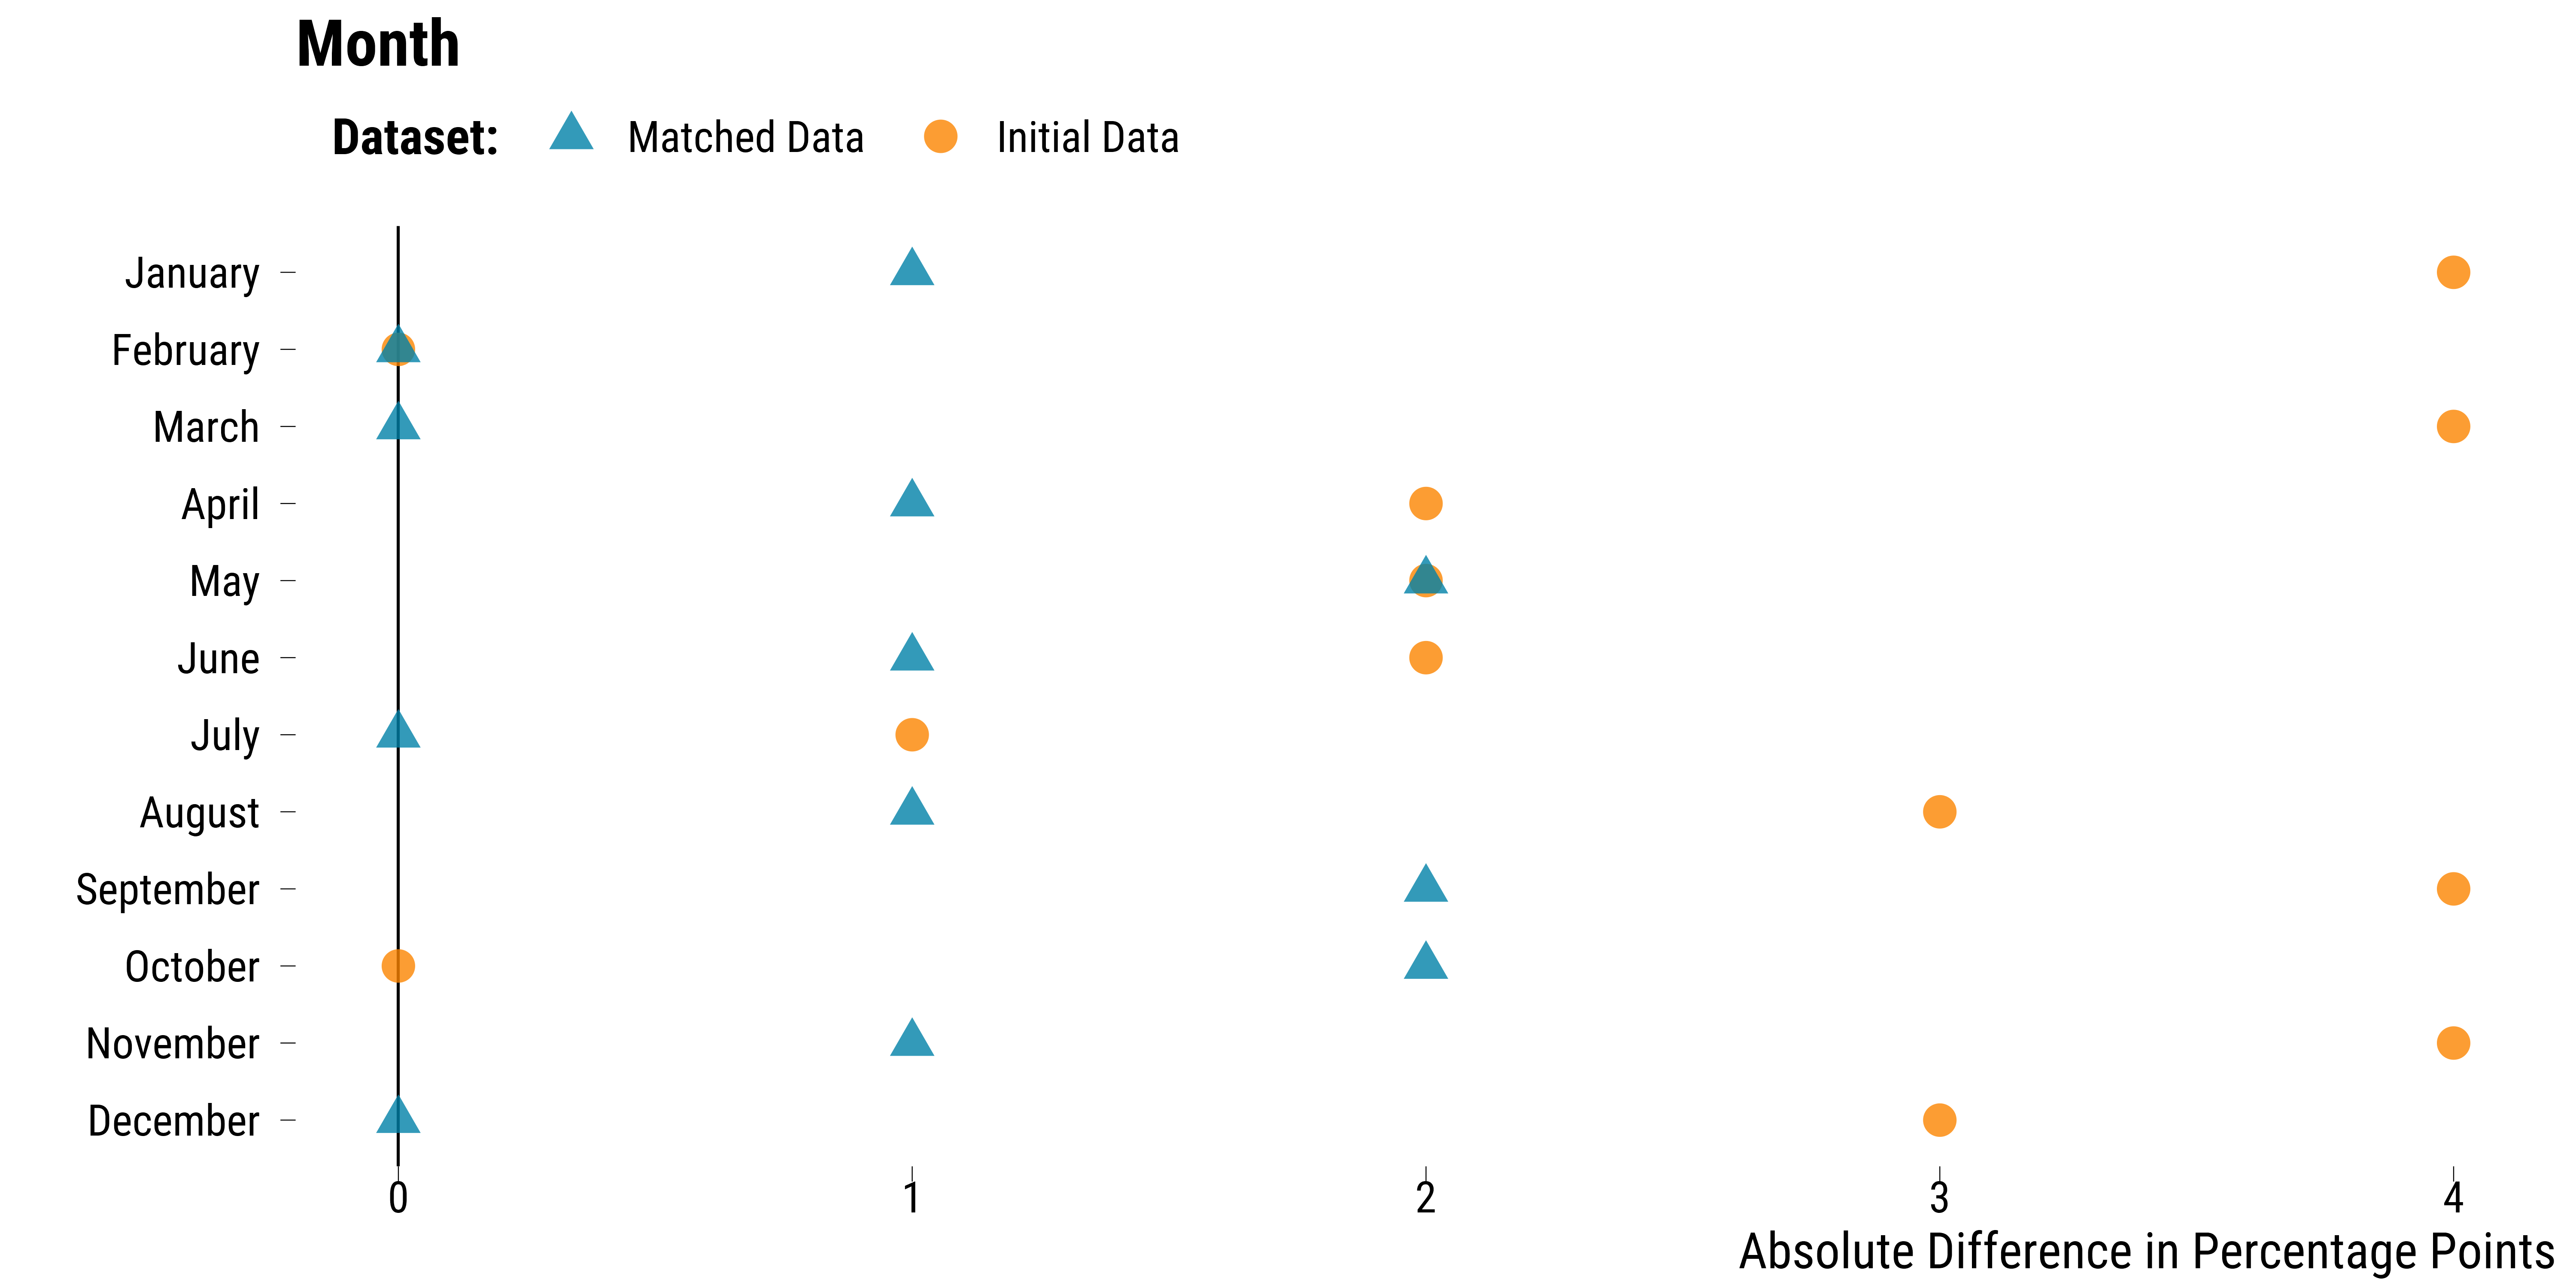 Month
Dataset: Matched Data Initial Data
January
February
March
April
May
June
July
August
September
October
November
December
0 1 2 3 4
Absolute Difference in Percentage Points